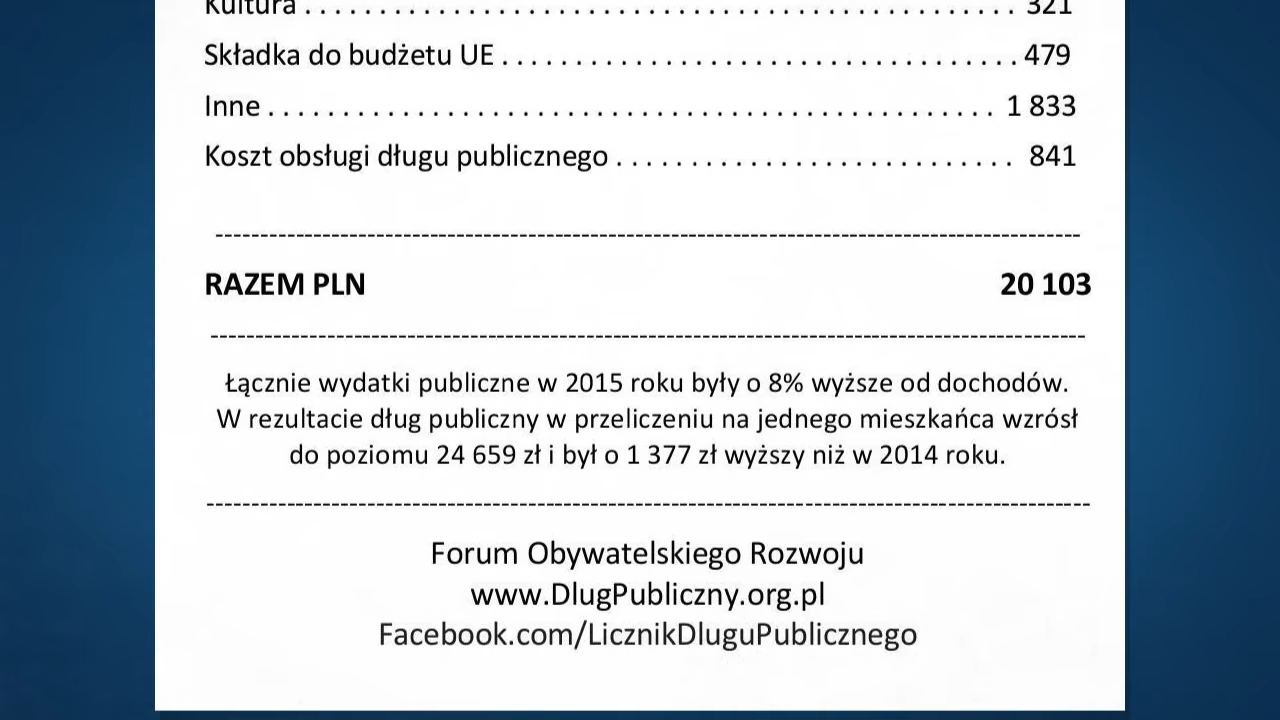 Kultura . . . . . . . . . . . . . . . . . . . . . . . . . . . . . . . . . . . . . . . . . . . . . . . . . 321
Składka do budżetu UE . . . . . . . . . . . . . . . . . . . . . . . . . . . . . . . . . . . . 479
Inne . . . . . . . . . . . . . . . . . . . . . . . . . . . . . . . . . . . . . . . . . . . . . . . . . . 1 833
Koszt obsługi długu publicznego . . . . . . . . . . . . . . . . . . . . . . . . . . . . 841
RAZEM PLN 20 103
Łącznie wydatki publiczne w 2015 roku były o 8% wyższe od dochodów.
W rezultacie dług publiczny w przeliczeniu na jednego mieszkańca wzrósł
do poziomu 24 659 zł i był o 1 377 zł wyższy niż w 2014 roku.
Forum Obywatelskiego Rozwoju
www.DlugPubliczny.org.pl
Facebook.com/LicznikDluguPublicznego